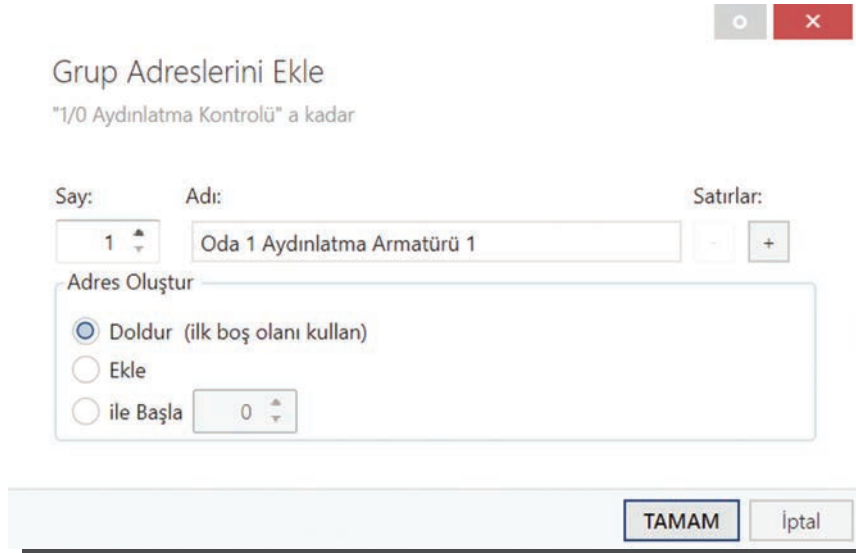 Grup Adreslerini Ekle
"1/0 Aydınlatma Kontrolü" a kadar
Say: Adı: Satırlar:
1 Oda 1 Aydınlatma Armatürü 1 - +
Adres Oluştur
Doldur (ilk boş olanı kullan)
Ekle
ile Başla 0
TAMAM İptal